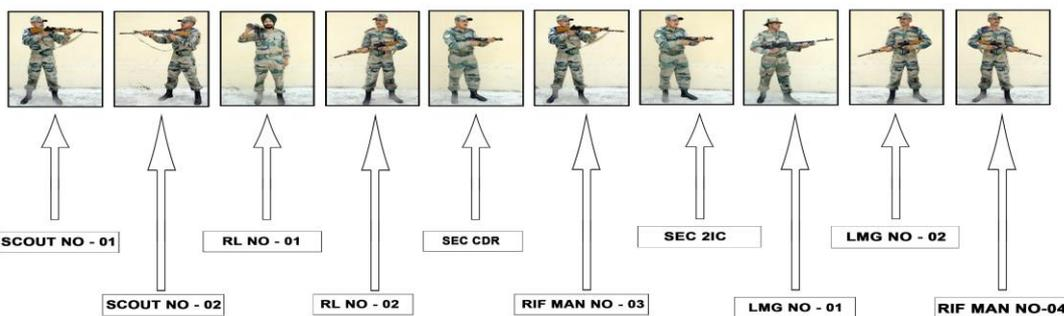 SCOUT NO - 01
RL NO - 01
SEC CDR
SEC 2IC
LMG NO - 02
SCOUT NO - 02
RL NO - 02
RIF MAN NO - 03
LMG NO - 01
RIF MAN NO-04